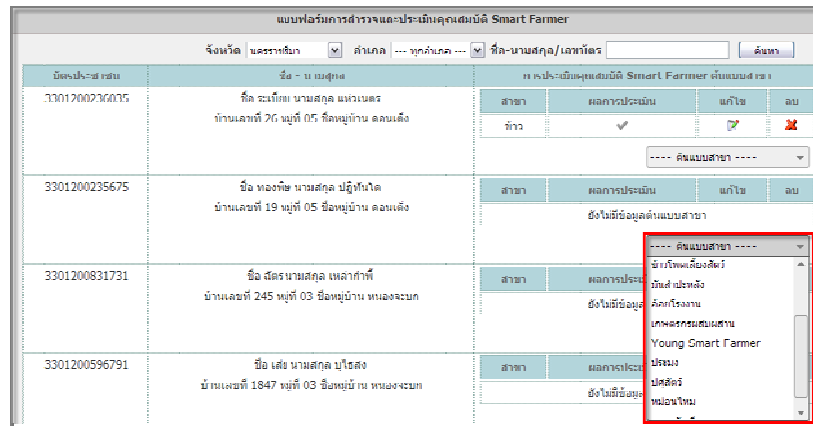 แบบฟอร์มการสำรวจและประเมินคุณสมบัติ Smart Farmer
จังหวัด นครราชสีมา อำเภอ --- ทุกอำเภอ --- ชื่อ-นามสกุล/เลขบัตร ค้นหา
บัตรประชาชน ชื่อ - นามสกุล การประเมินคุณสมบัติ Smart Farmer ต้นแบบสาขา
3301200236035 ชื่อ ระเบียบ นามสกุล แห้วเนตร
บ้านเลขที่ 26 หมู่ที่ 05 ชื่อหมู่บ้าน ดอนเต็ง
สาขา ผลการประเมิน แก้ไข ลบ
ข้าว
---- ต้นแบบสาขา ----
3301200235675 ชื่อ ทองพิษ นามสกุล ปฏิทันโด
บ้านเลขที่ 19 หมู่ที่ 05 ชื่อหมู่บ้าน ดอนเต็ง
สาขา ผลการประเมิน แก้ไข ลบ
ยังไม่มีข้อมูลต้นแบบสาขา
---- ต้นแบบสาขา ----
ข้าวโพดเลี้ยงสัตว์
มันสำปะหลัง
อ้อยโรงงาน
เกษตรกรผสมผสาน
Young Smart Farmer
ประมง
ปศุสัตว์
หม่อนไหม
3301200831731 ชื่อ ฉัตร นามสกุล เหล่ากำพี้
บ้านเลขที่ 245 หมู่ที่ 03 ชื่อหมู่บ้าน หนองจะบก
สาขา ผลการประเ
ยังไม่มีข้อมูล
3301200596791 ชื่อ เสย นามสกุล บุไธสง
บ้านเลขที่ 1847 หมู่ที่ 03 ชื่อหมู่บ้าน หนองจะบก
สาขา ผลการประเ
ยังไม่มีข้อมูล